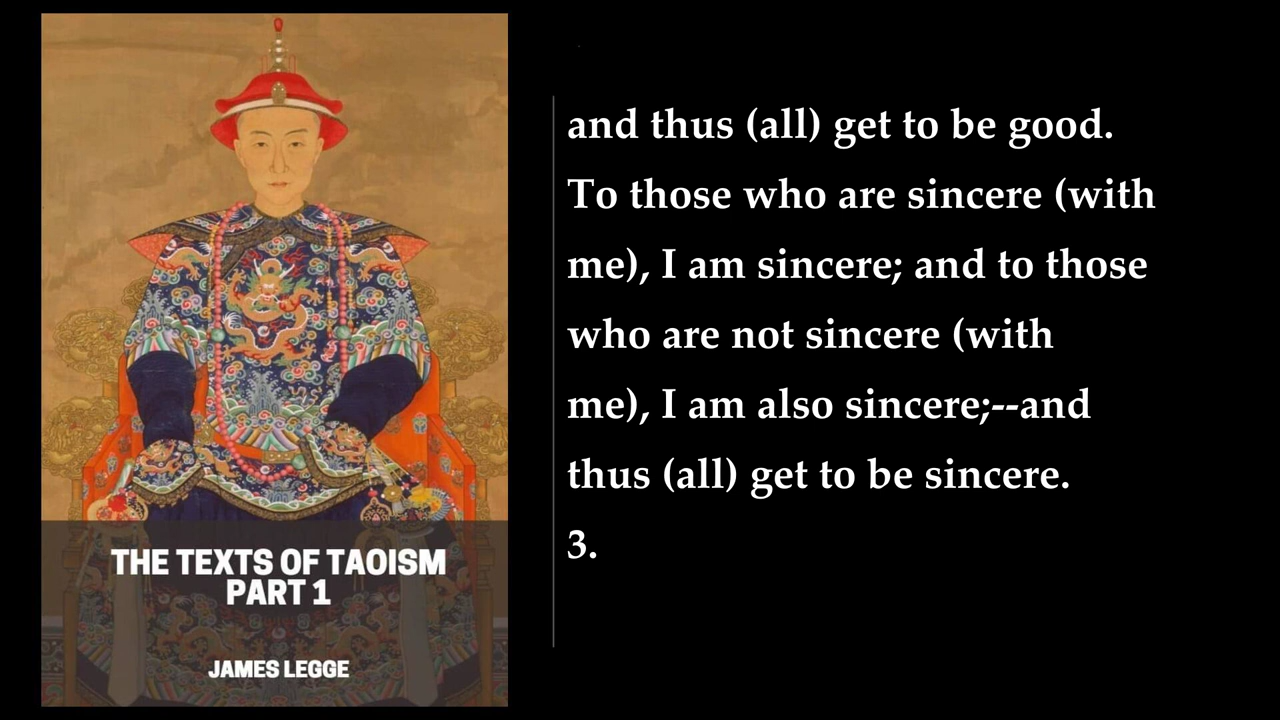 THE TEXTS OF TAOISM
PART 1
JAMES LEGGE
and thus (all) get to be good.
To those who are sincere (with
me), I am sincere; and to those
who are not sincere (with
me), I am also sincere;--and
thus (all) get to be sincere.
3.